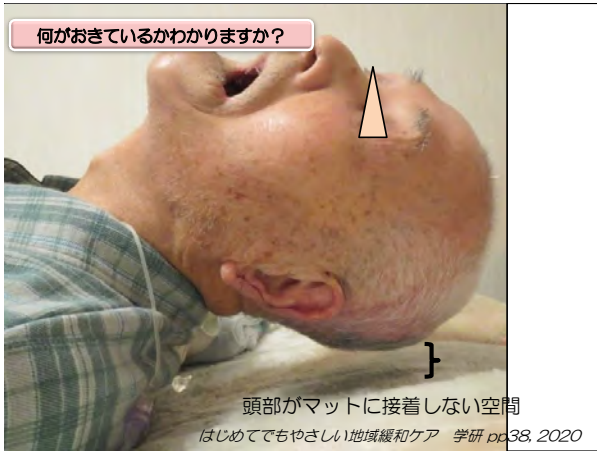 何がおきているかわかりますか？
}
頭部がマットに接着しない空間
はじめてでもやさしい地域緩和ケア　学研 pp38, 2020